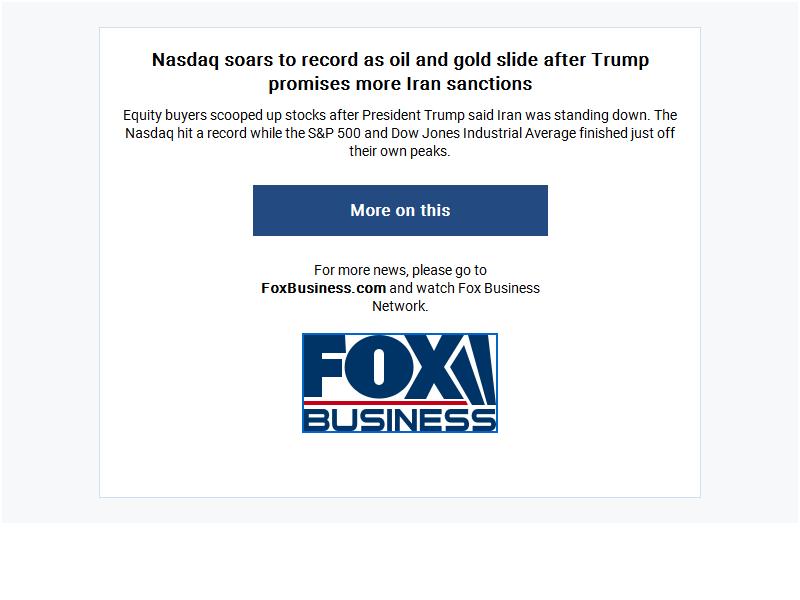 Nasdaq soars to record as oil and gold slide after Trump
promises more Iran sanctions
Equity buyers scooped up stocks after President Trump said Iran was standing down. The
Nasdaq hit a record while the S&P 500 and Dow Jones Industrial Average finished just off
their own peaks.
More on this
For more news, please go to
FoxBusiness.com and watch Fox Business
Network.
FOX
BUSINESS